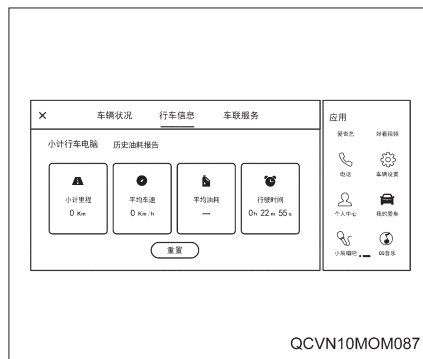 × 车辆状况 行车信息 车联服务
小计行车电脑 历史油耗报告
小计里程 平均车速 平均油耗 行驶时间
0 Km 0 Km/h — 0h 22m 55s
重置
应用
爱奇艺 好看视频
电话 车辆设置
个人中心 我的爱车
小易唱吧 QQ音乐
QCVN10MOM087